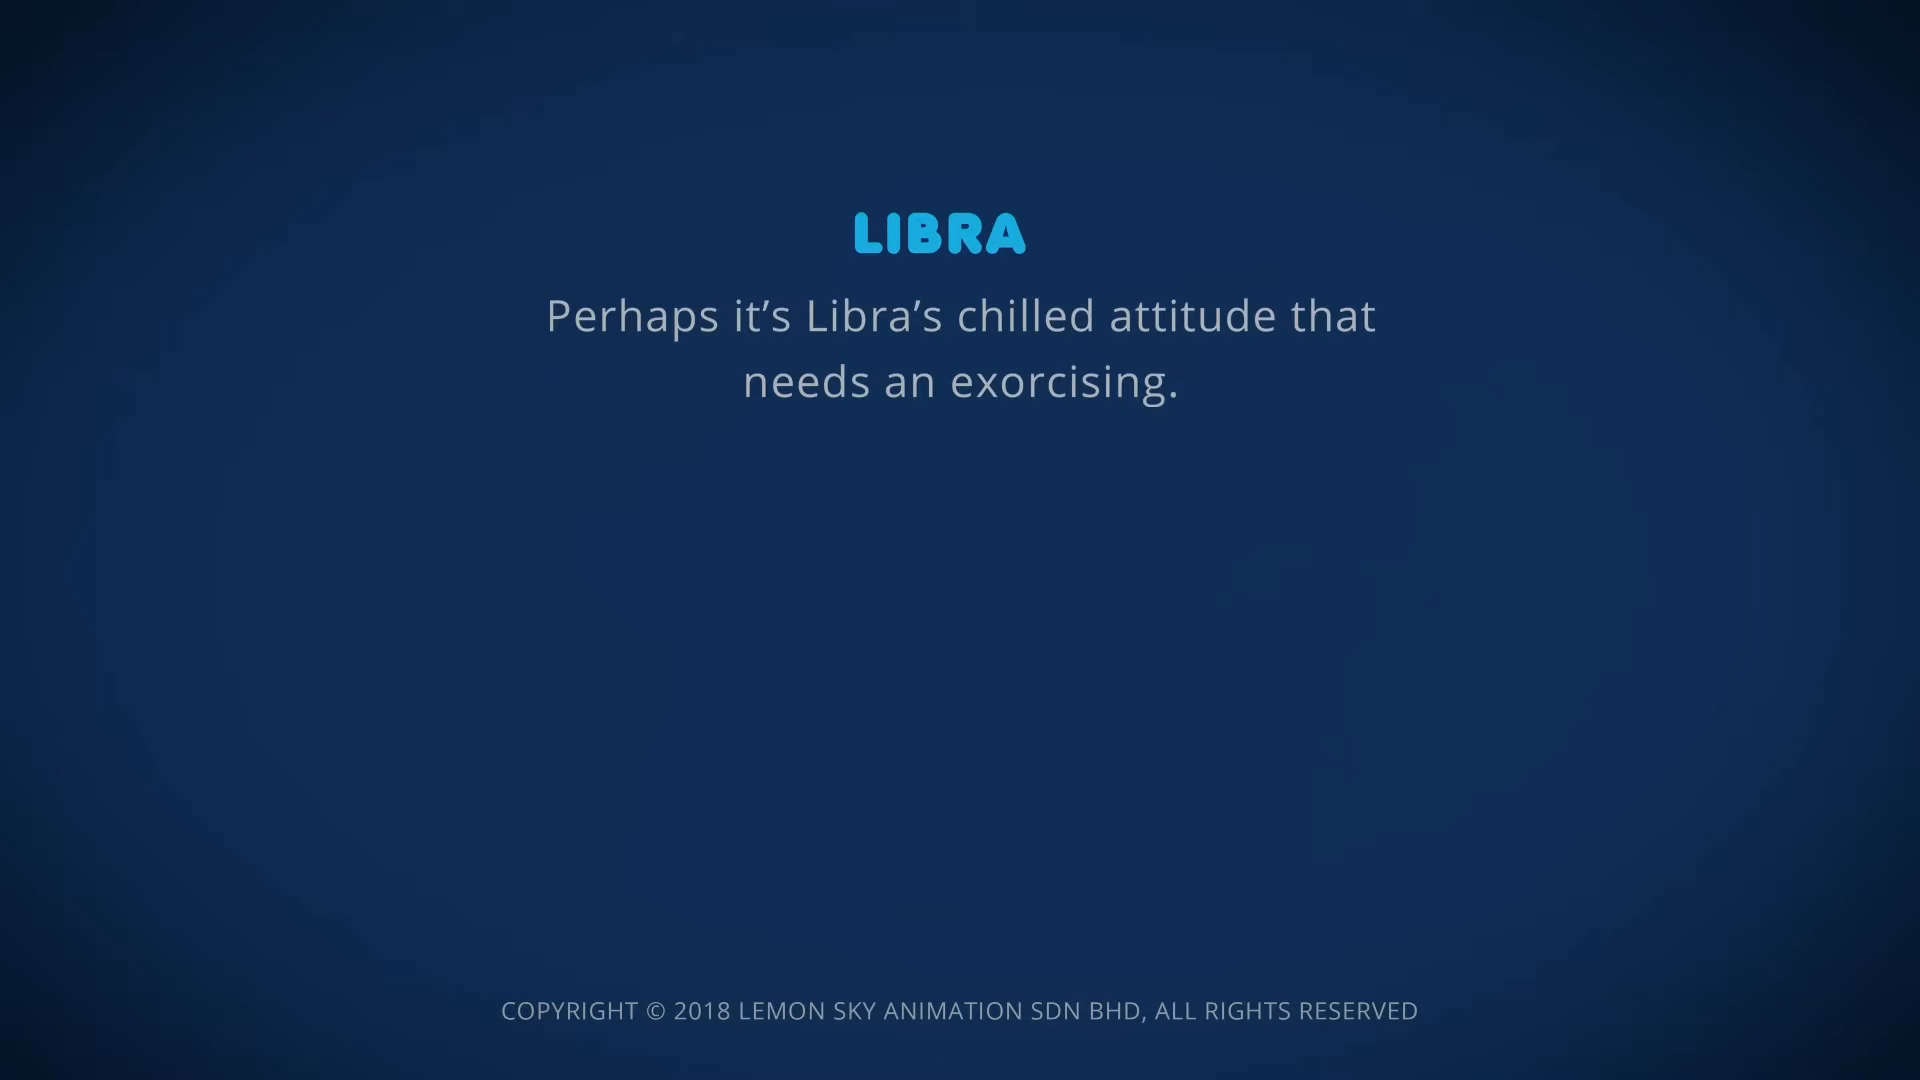 LIBRA
Perhaps it’s Libra’s chilled attitude that
needs an exorcising.
COPYRIGHT © 2018 LEMON SKY ANIMATION SDN BHD, ALL RIGHTS RESERVED